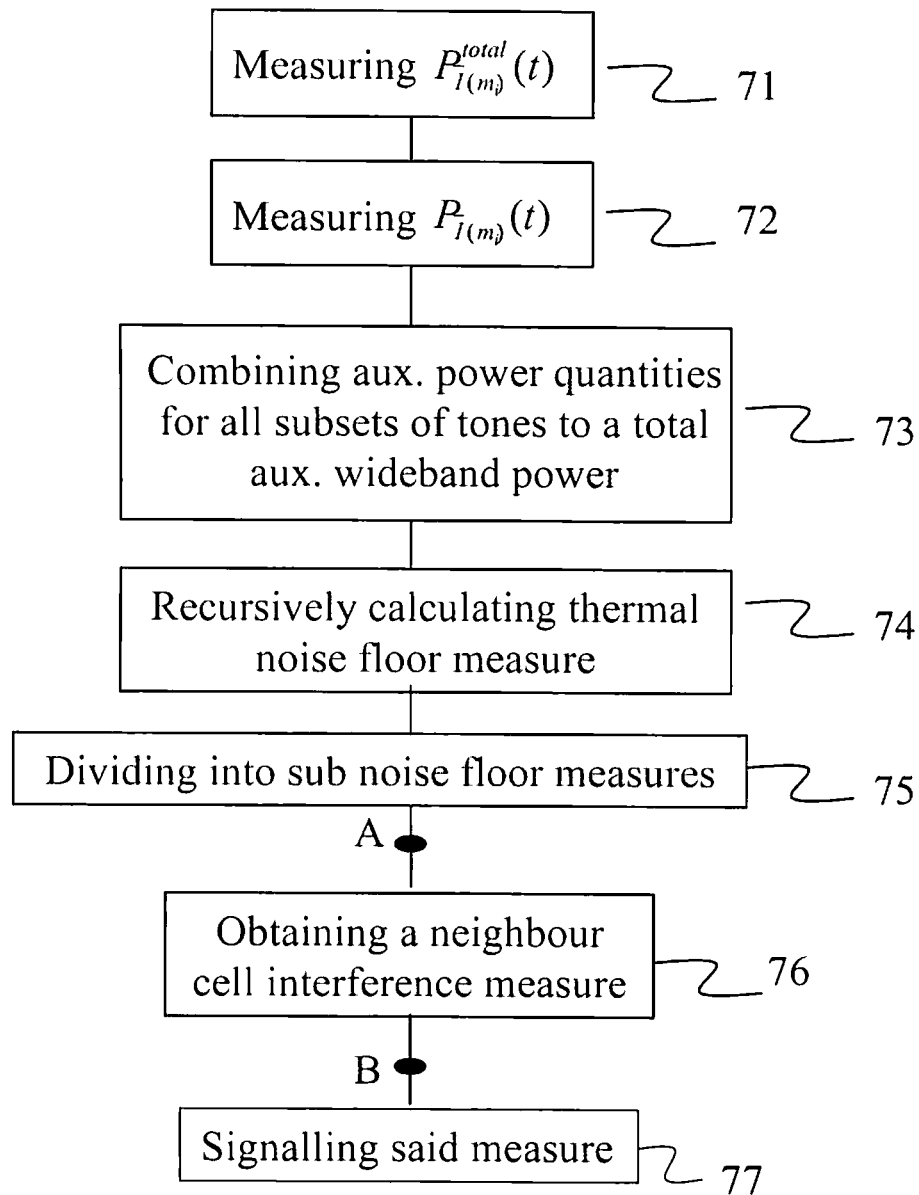 Measuring P^{total}_{I(m_i)}(t)
71
Measuring P_{I(m_i)}(t)
72
Combining aux. power quantities
for all subsets of tones to a total
aux. wideband power
73
Recursively calculating thermal
noise floor measure
74
Dividing into sub noise floor measures
75
A
Obtaining a neighbour
cell interference measure
76
B
Signalling said measure
77